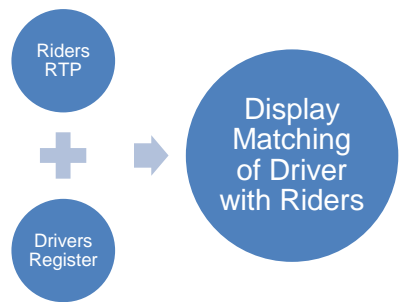 Riders
RTP
Display
Matching
of Driver
with Riders
Drivers
Register